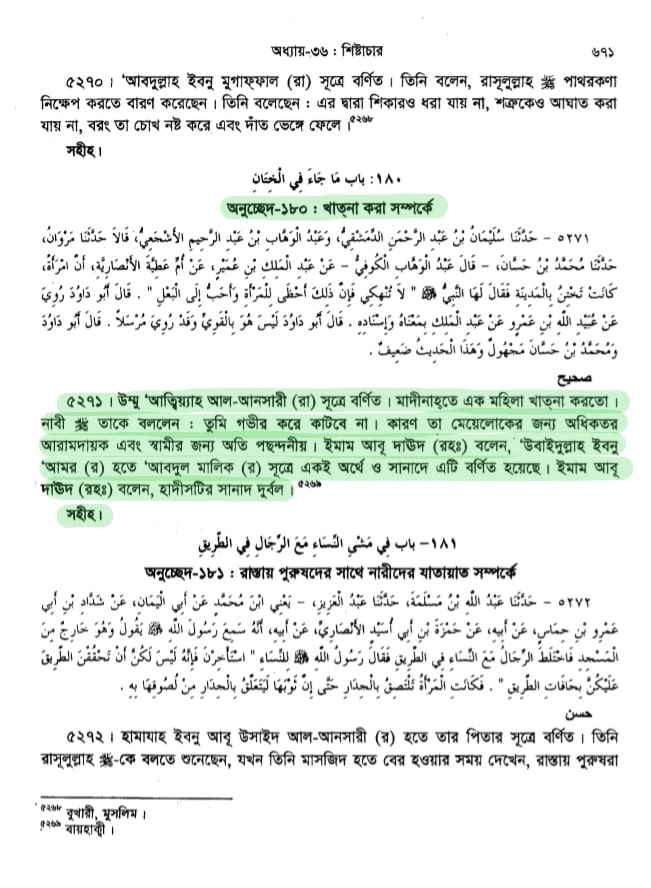 অধ্যায়-৩৬ : শিষ্টাচার ৬৭১
৫২৭০। ‘আবদুল্লাহ ইবনু মুগাফ্ফাল (রা) সূত্রে বর্ণিত। তিনি বলেন, রাসূলুল্লাহ ﷺ পাথরকণা
নিক্ষেপ করতে বারণ করেছেন। তিনি বলেছেন : এর দ্বারা শিকারও ধরা যায় না, শত্রুকেও আঘাত করা
যায় না, বরং তা চোখ নষ্ট করে এবং দাঁত ভেঙ্গে ফেলে।৫২৬৮
সহীহ।
١٨٠: باب مَا جَاءَ فِي الْخِتَانِ
অনুচ্ছেদ-১৮০ : খাত্না করা সম্পর্কে
٥٢٧١ - حَدَّثَنَا سُلَيْمَانُ بْنُ عَبْدِ الرَّحْمَنِ الدِّمَشْقِيُّ، وَعَبْدُ الْوَهَّابِ بْنُ عَبْدِ الرَّحِيمِ الأَشْجَعِيُّ، قَالاَ حَدَّثَنَا مَرْوَانُ،
حَدَّثَنَا مُحَمَّدُ بْنُ حَسَّانَ، - قَالَ عَبْدُ الْوَهَّابِ الْكُوفِيُّ - عَنْ عَبْدِ الْمَلِكِ بْنِ عُمَيْرٍ، عَنْ أُمِّ عَطِيَّةَ الأَنْصَارِيَّةِ، أَنَّ امْرَأَةً،
كَانَتْ تَخْتِنُ بِالْمَدِينَةِ فَقَالَ لَهَا النَّبِيُّ ﷺ " لاَ تُنْهِكِي فَإِنَّ ذَلِكَ أَحْظَى لِلْمَرْأَةِ وَأَحَبُّ إِلَى الْبَعْلِ " . قَالَ أَبُو دَاوُدَ رُوِيَ
عَنْ عُبَيْدِ اللَّهِ بْنِ عَمْرٍو عَنْ عَبْدِ الْمَلِكِ بِمَعْنَاهُ وَإِسْنَادِهِ . قَالَ أَبُو دَاوُدَ لَيْسَ هُوَ بِالْقَوِيِّ وَقَدْ رُوِيَ مُرْسَلاً . قَالَ أَبُو دَاوُدَ
وَمُحَمَّدُ بْنُ حَسَّانَ مَجْهُولٌ وَهَذَا الْحَدِيثُ ضَعِيفٌ .
صحيح
৫২৭১। উম্মু ‘আত্বিয়্যাহ আল-আনসারী (রা) সূত্রে বর্ণিত। মাদীনাহতে এক মহিলা খাত্না করতো।
নাবী ﷺ তাকে বললেন : তুমি গভীর করে কাটবে না। কারণ তা মেয়েলোকের জন্য অধিকতর
আরামদায়ক এবং স্বামীর জন্য অতি পছন্দনীয়। ইমাম আবূ দাঊদ (রহঃ) বলেন, ‘উবাইদুল্লাহ ইবনু
‘আমর (র) হতে ‘আবদুল মালিক (র) সূত্রে একই অর্থে ও সানাদে এটি বর্ণিত হয়েছে। ইমাম আবূ
দাঊদ (রহঃ) বলেন, হাদীসটির সানাদ দুর্বল।৫২৬৯
সহীহ।
١٨١- باب فِي مَشْىِ النِّسَاءِ مَعَ الرِّجَالِ فِي الطَّرِيقِ
অনুচ্ছেদ-১৮১ : রাস্তায় পুরুষদের সাথে নারীদের যাতায়াত সম্পর্কে
٥٢٧٢ - حَدَّثَنَا عَبْدُ اللَّهِ بْنُ مَسْلَمَةَ، حَدَّثَنَا عَبْدُ الْعَزِيزِ، - يَعْنِي ابْنَ مُحَمَّدٍ عَنْ أَبِي الْيَمَانِ، عَنْ شَدَّادِ بْنِ أَبِي
عَمْرِو بْنِ حِمَاسٍ، عَنْ أَبِيهِ، عَنْ حَمْزَةَ بْنِ أَبِي أُسَيْدٍ الأَنْصَارِيِّ، عَنْ أَبِيهِ، أَنَّهُ سَمِعَ رَسُولَ اللَّهِ ﷺ يَقُولُ وَهُوَ خَارِجٌ مِنَ
الْمَسْجِدِ فَاخْتَلَطَ الرِّجَالُ مَعَ النِّسَاءِ فِي الطَّرِيقِ فَقَالَ رَسُولُ اللَّهِ ﷺ لِلنِّسَاءِ " اسْتَأْخِرْنَ فَإِنَّهُ لَيْسَ لَكُنَّ أَنْ تَحْقُقْنَ الطَّرِيقَ
عَلَيْكُنَّ بِحَافَاتِ الطَّرِيقِ " . فَكَانَتِ الْمَرْأَةُ تَلْتَصِقُ بِالْجِدَارِ حَتَّى إِنَّ ثَوْبَهَا لَيَتَعَلَّقُ بِالْجِدَارِ مِنْ لُصُوقِهَا بِهِ .
حسن
৫২৭২। হামাযাহ ইবনু আবূ উসাইদ আল-আনসারী (র) হতে তার পিতার সূত্রে বর্ণিত। তিনি
রাসূলুল্লাহ ﷺ-কে বলতে শুনেছেন, যখন তিনি মাসজিদ হতে বের হওয়ার সময় দেখেন, রাস্তায় পুরুষরা
৫২৬৮ বুখারী, মুসলিম।
৫২৬৯ বায়হাক্বী।